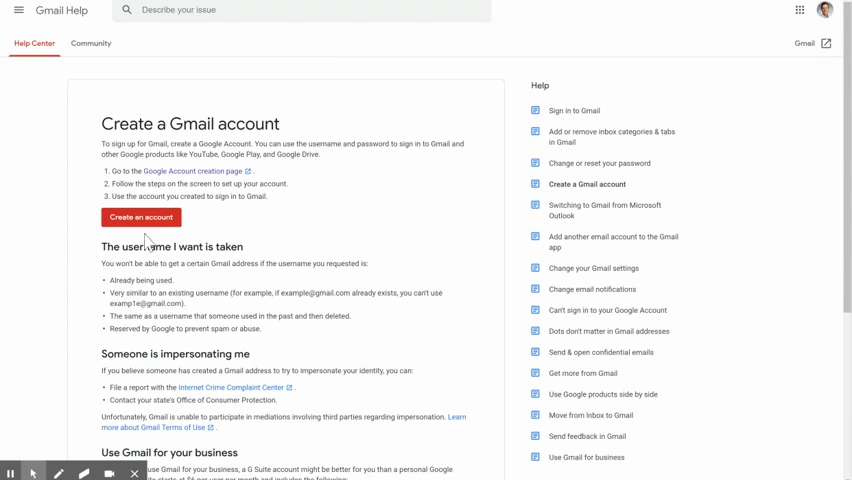 Gmail Help
Describe your issue
Help Center
Community
Gmail
Create a Gmail account
To sign up for Gmail, create a Google Account. You can use the username and password to sign in to Gmail and
other Google products like YouTube, Google Play, and Google Drive.
1. Go to the Google Account creation page.
2. Follow the steps on the screen to set up your account.
3. Use the account you created to sign in to Gmail.
Create an account
The username I want is taken
You won't be able to get a certain Gmail address if the username you requested is:
• Already being used.
• Very similar to an existing username (for example, if example@gmail.com already exists, you can't use
examp1e@gmail.com).
• The same as a username that someone used in the past and then deleted.
• Reserved by Google to prevent spam or abuse.
Someone is impersonating me
If you believe someone has created a Gmail address to try to impersonate your identity, you can:
• File a report with the Internet Crime Complaint Center.
• Contact your state's Office of Consumer Protection.
Unfortunately, Gmail is unable to participate in mediations involving third parties regarding impersonation. Learn
more about Gmail Terms of Use.
Use Gmail for your business
use Gmail for your business, a G Suite account might be better for you than a personal Google
starts at $6 per user per month and includes the following:
Help
Sign in to Gmail
Add or remove inbox categories & tabs
in Gmail
Change or reset your password
Create a Gmail account
Switching to Gmail from Microsoft
Outlook
Add another email account to the Gmail
app
Change your Gmail settings
Change email notifications
Can't sign in to your Google Account
Dots don't matter in Gmail addresses
Send & open confidential emails
Get more from Gmail
Use Google products side by side
Move from Inbox to Gmail
Send feedback in Gmail
Use Gmail for business